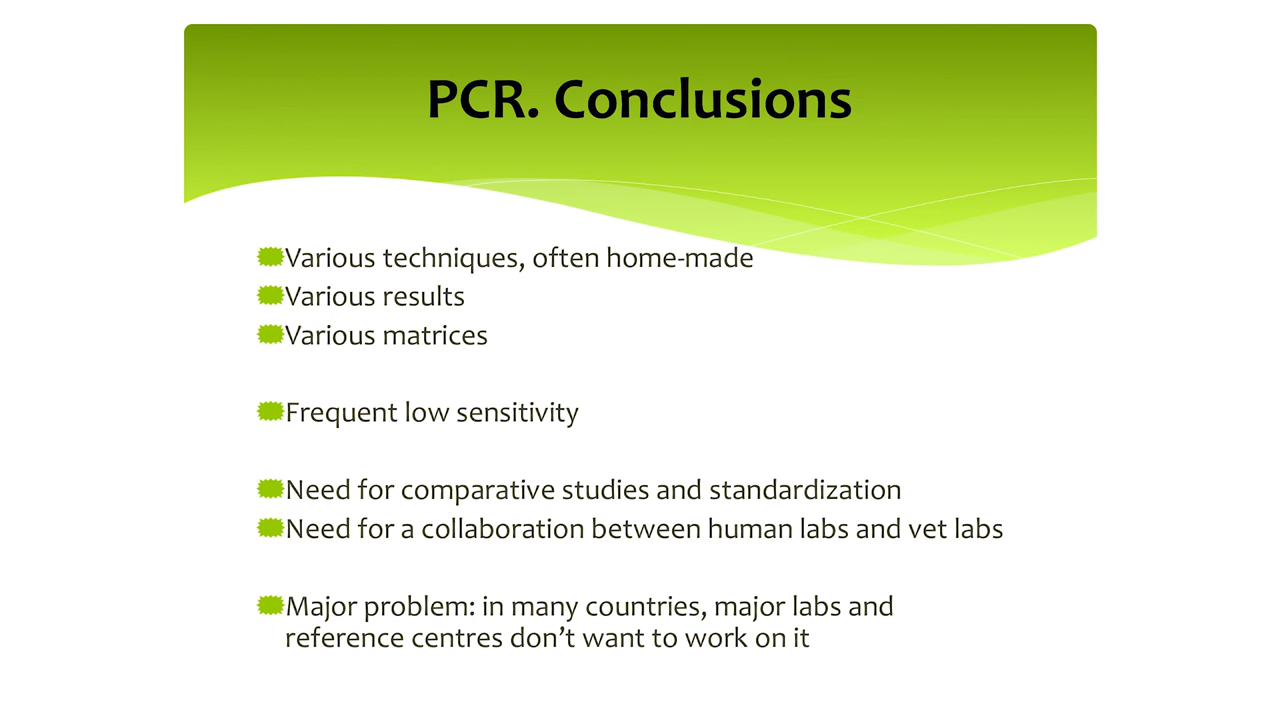 PCR. Conclusions
Various techniques, often home-made
Various results
Various matrices
Frequent low sensitivity
Need for comparative studies and standardization
Need for a collaboration between human labs and vet labs
Major problem: in many countries, major labs and
reference centres don’t want to work on it